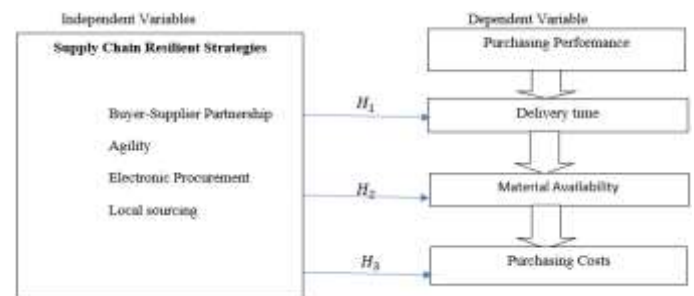 Independent Variables
Dependent Variable
Supply Chain Resilient Strategies
Purchasing Performance
Buyer-Supplier Partnership
H₁
Delivery time
Agility
Electronic Procurement
H₂
Material Availability
Local sourcing
H₃
Purchasing Costs